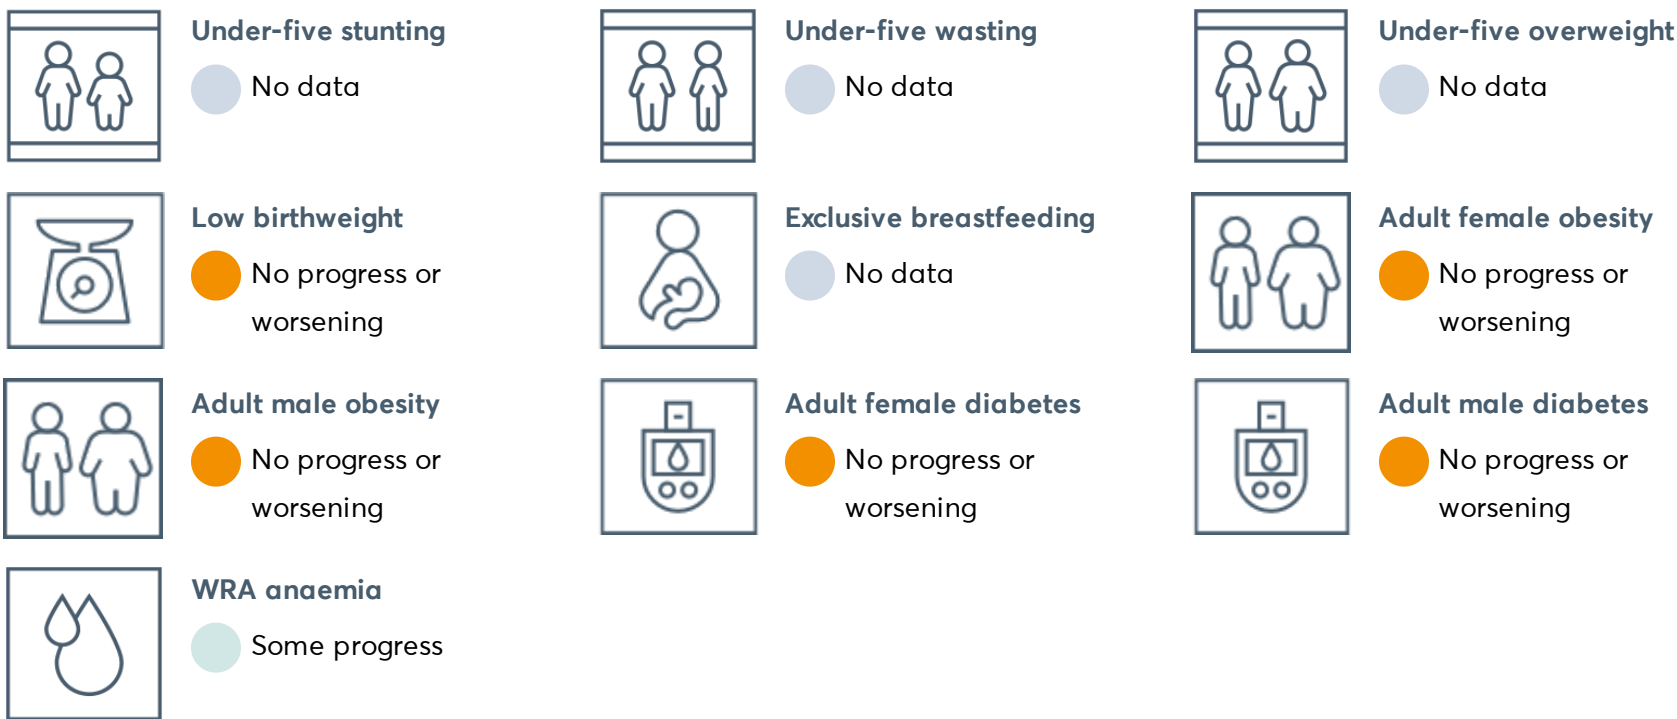 Under-five stunting
No data
Under-five wasting
No data
Under-five overweight
No data
Low birthweight
No progress or
worsening
Exclusive breastfeeding
No data
Adult female obesity
No progress or
worsening
Adult male obesity
No progress or
worsening
Adult female diabetes
No progress or
worsening
Adult male diabetes
No progress or
worsening
WRA anaemia
Some progress